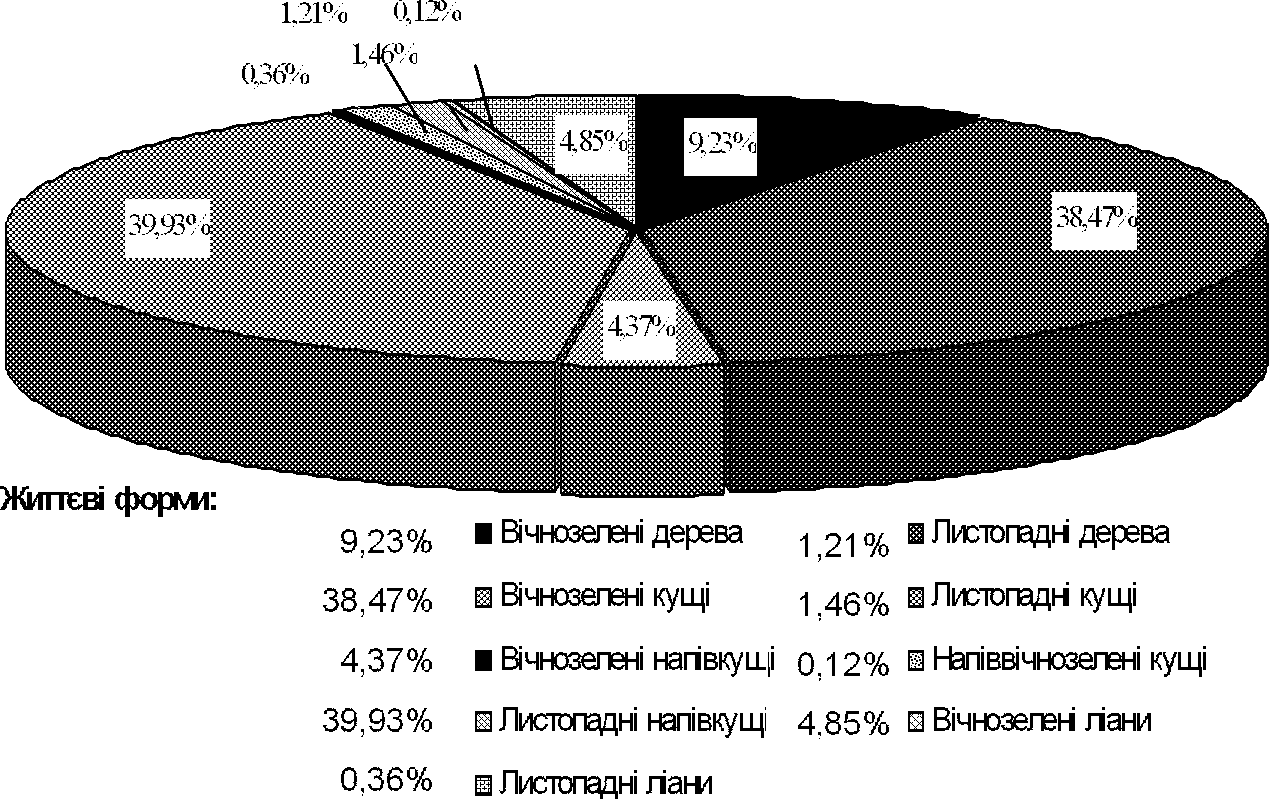 1,21% 0,12%
1,46%
0,36%
4,85% 9,23%
39,93% 38,47%
4,37%
Життєві форми:
9,23% Вічнозелені дерева 1,21% Листопадні дерева
38,47% Вічнозелені кущі 1,46% Листопадні кущі
4,37% Вічнозелені напівкущі 0,12% Напіввічнозелені кущі
39,93% Листопадні напівкущі 4,85% Вічнозелені ліани
0,36% Листопадні ліани